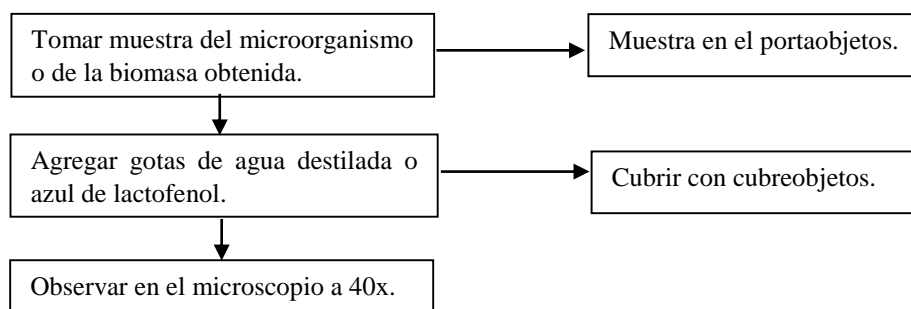 Tomar muestra del microorganismo
o de la biomasa obtenida.
Muestra en el portaobjetos.
Agregar gotas de agua destilada o
azul de lactofenol.
Cubrir con cubreobjetos.
Observar en el microscopio a 40x.